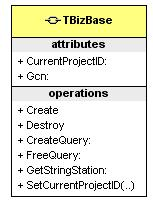 TBizBase
attributes
+ CurrentProjectID:
+ Gcn:
operations
+ Create
+ Destroy
+ CreateQuery:
+ FreeQuery:
+ GetStringStation:
+ SetCurrentProjectID(..)